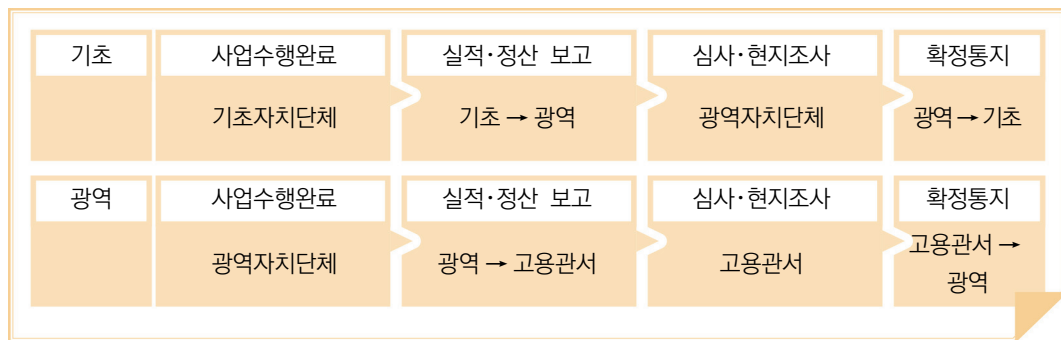 기초 사업수행완료 실적·정산 보고 심사·현지조사 확정통지
기초자치단체 기초 → 광역 광역자치단체 광역 → 기초
광역 사업수행완료 실적·정산 보고 심사·현지조사 확정통지
광역자치단체 광역 → 고용관서 고용관서 고용관서 →
광역